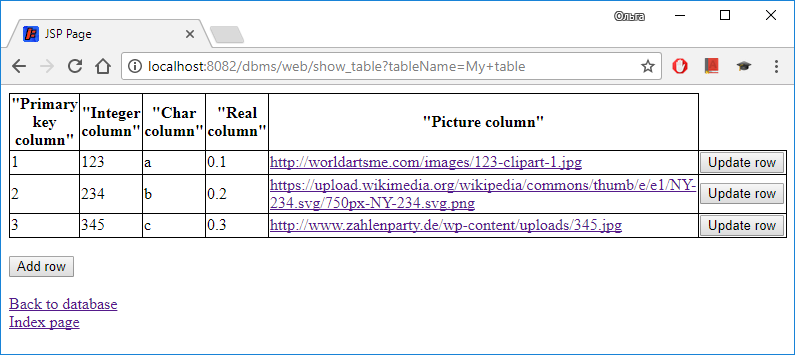 Ольга
JSP Page
localhost:8082/dbms/web/show_table?tableName=My+table
"Primary key column" "Integer column" "Char column" "Real column" "Picture column"
1 123 a 0.1 http://worldartsme.com/images/123-clipart-1.jpg Update row
2 234 b 0.2 https://upload.wikimedia.org/wikipedia/commons/thumb/e/e1/NY-
234.svg/750px-NY-234.svg.png Update row
3 345 c 0.3 http://www.zahlenparty.de/wp-content/uploads/345.jpg Update row
Add row
Back to database
Index page